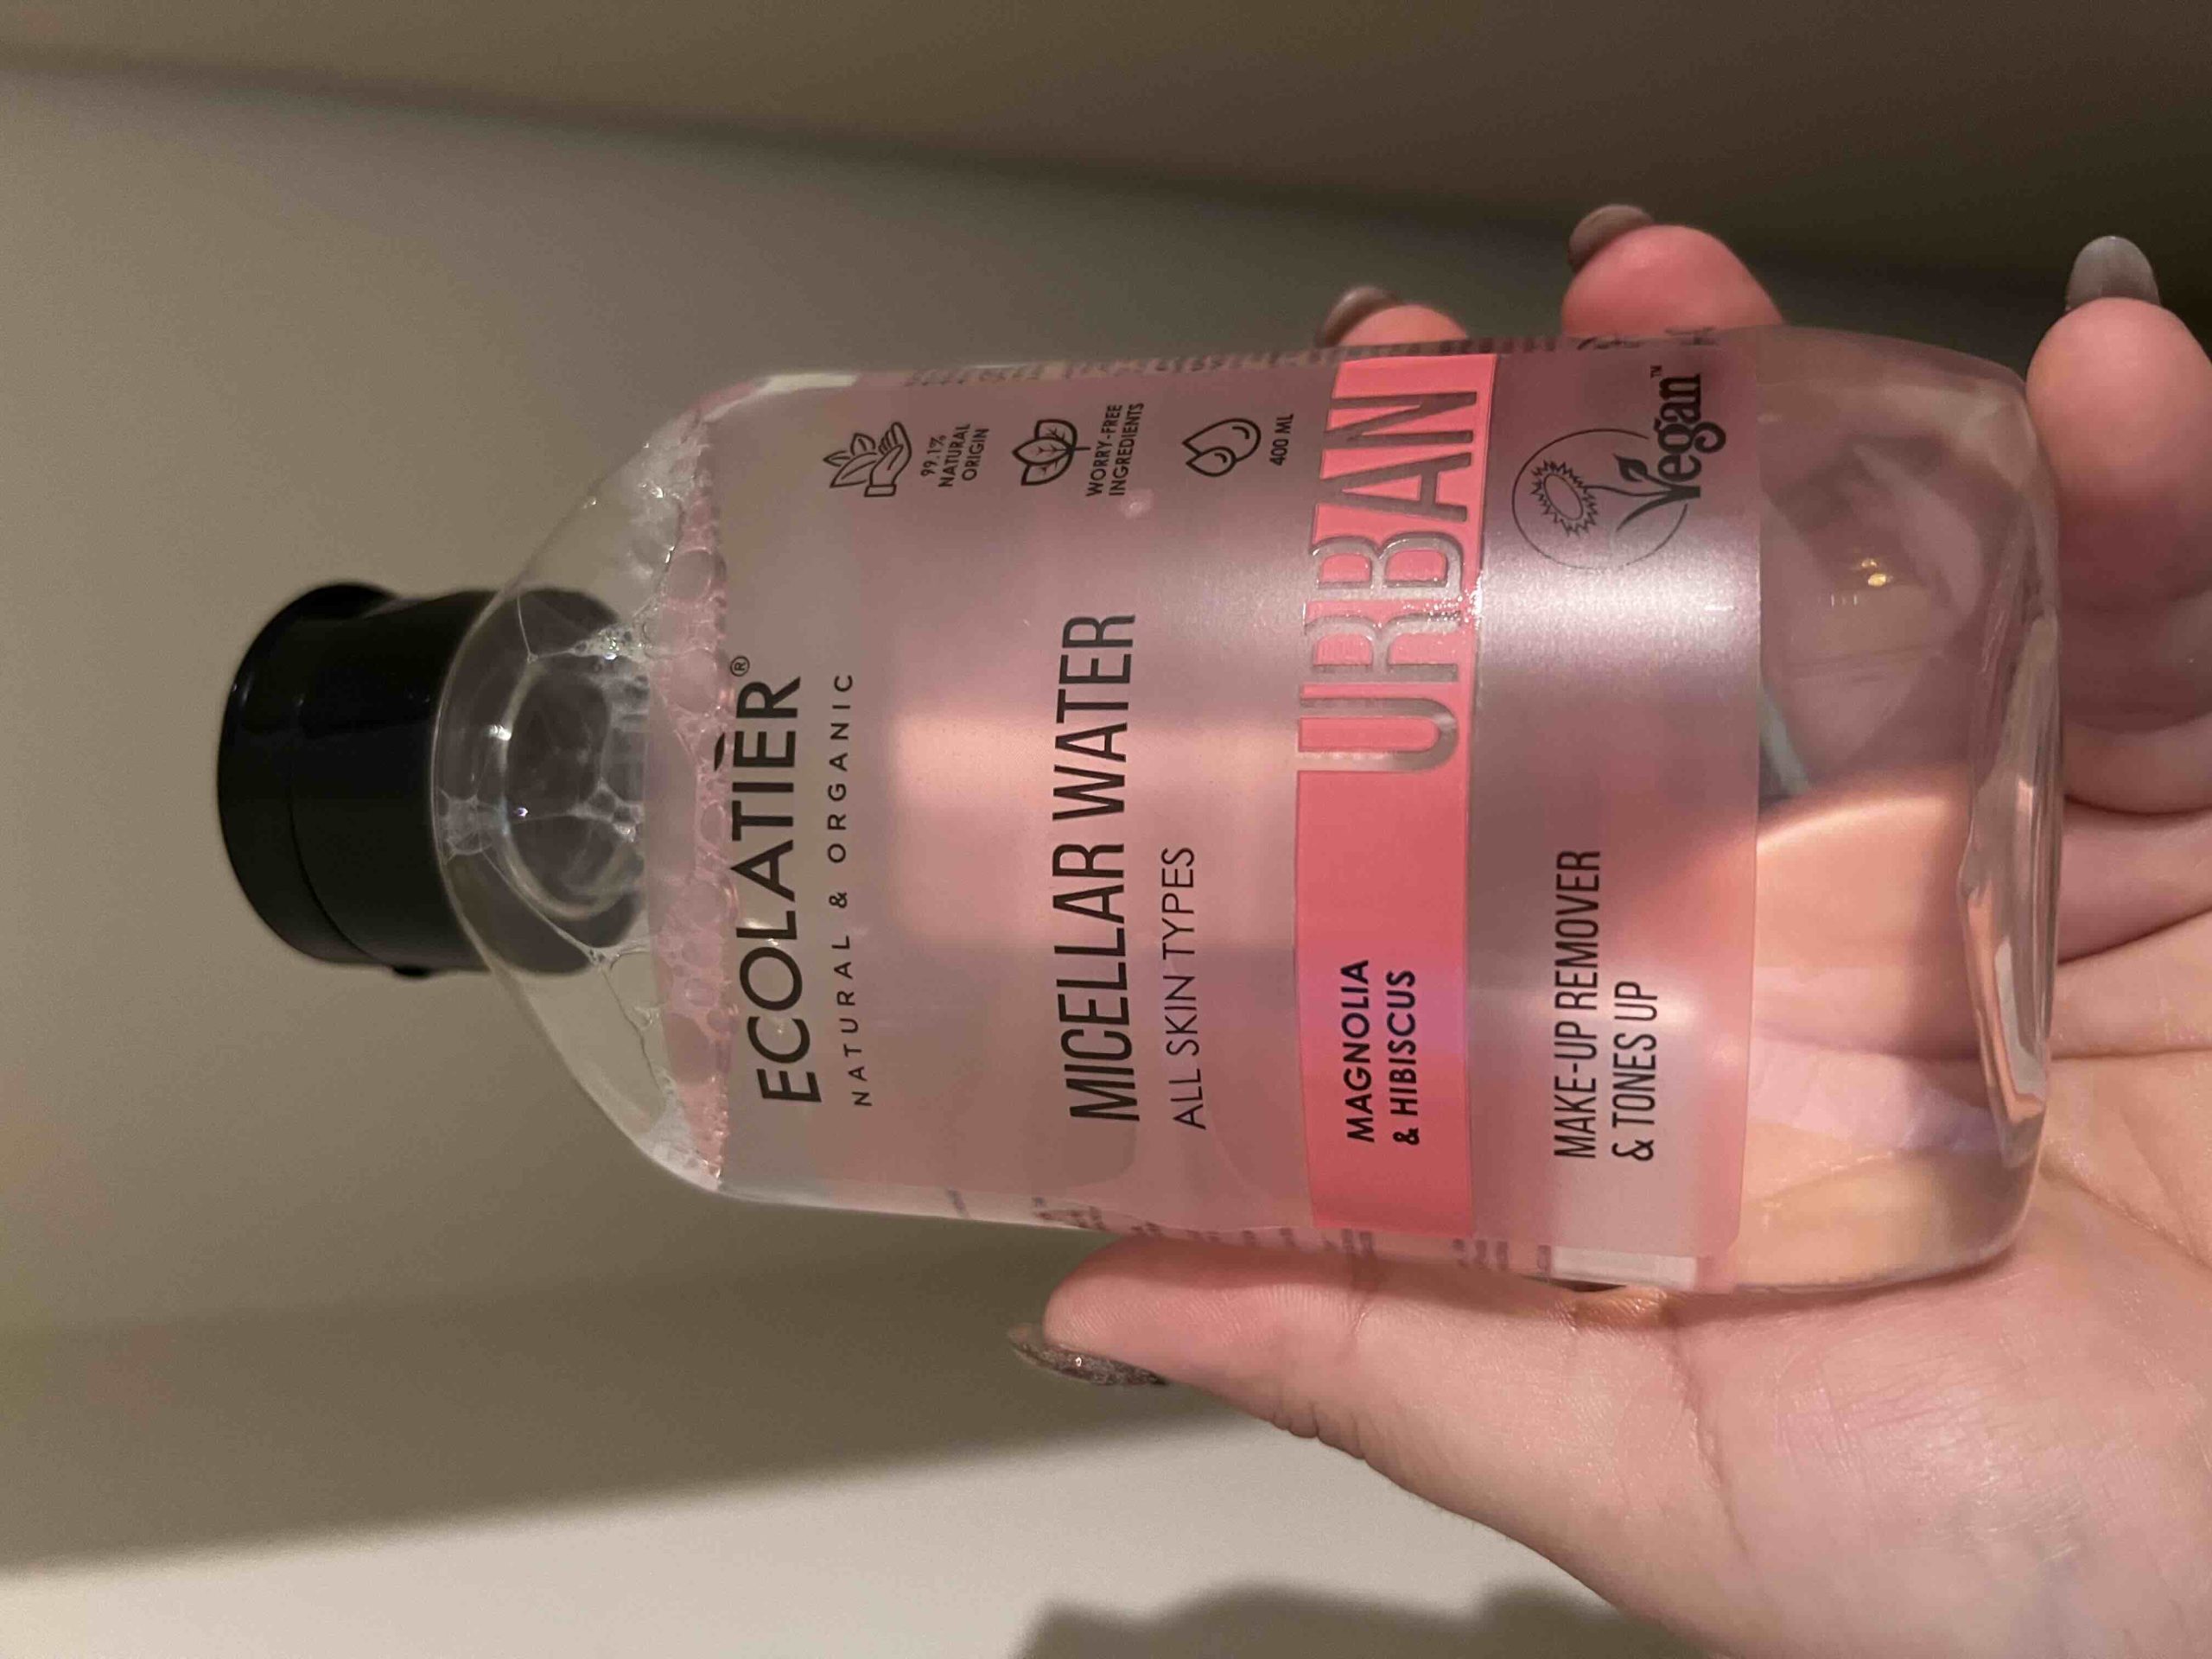 ECOLATIER®
NATURAL & ORGANIC
99.1%
NATURAL
ORIGIN
WORRY-FREE
INGREDIENTS
400 ML
MICELLAR WATER
ALL SKIN TYPES
MAGNOLIA
& HIBISCUS
URBAN
MAKE-UP REMOVER
& TONES UP
Vegan™